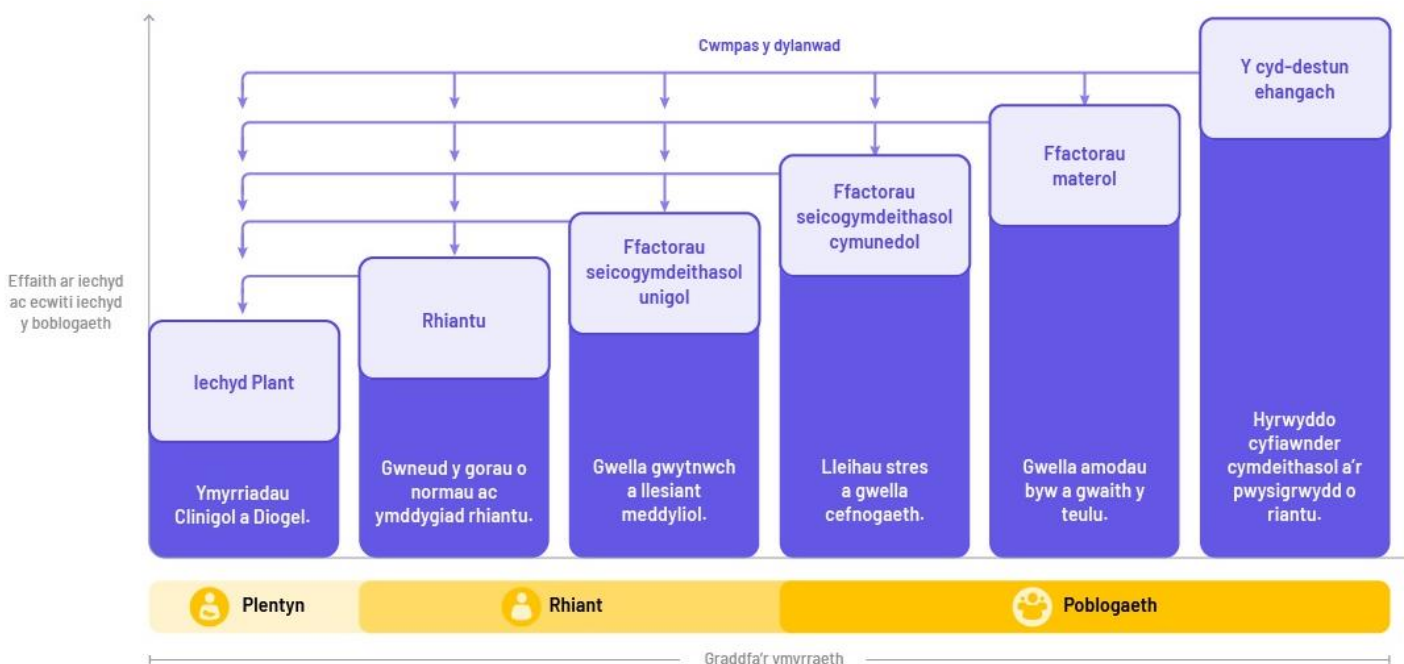 Cwmpas y dylanwad
Y cyd-destun
ehangach
Ffactorau
materol
Ffactorau
seicogymdeithasol
cymunedol
Ffactorau
seicogymdeithasol
unigol
Rhiantu
Iechyd Plant
Effaith ar iechyd
ac ecwiti iechyd
y boblogaeth
Ymyrriadau
Clinigol a Diogel.
Gwneud y gorau o
normau ac
ymddygiad rhiantu.
Gwella gwytnwch
a llesiant
meddyliol.
Lleihau stres
a gwella
cefnogaeth.
Gwella amodau
byw a gwaith y
teulu.
Hyrwyddo
cyfiawnder
cymdeithasol a'r
pwysigrwydd o
riantu.
Plentyn
Rhiant
Poblogaeth
Graddfa'r ymyrraeth